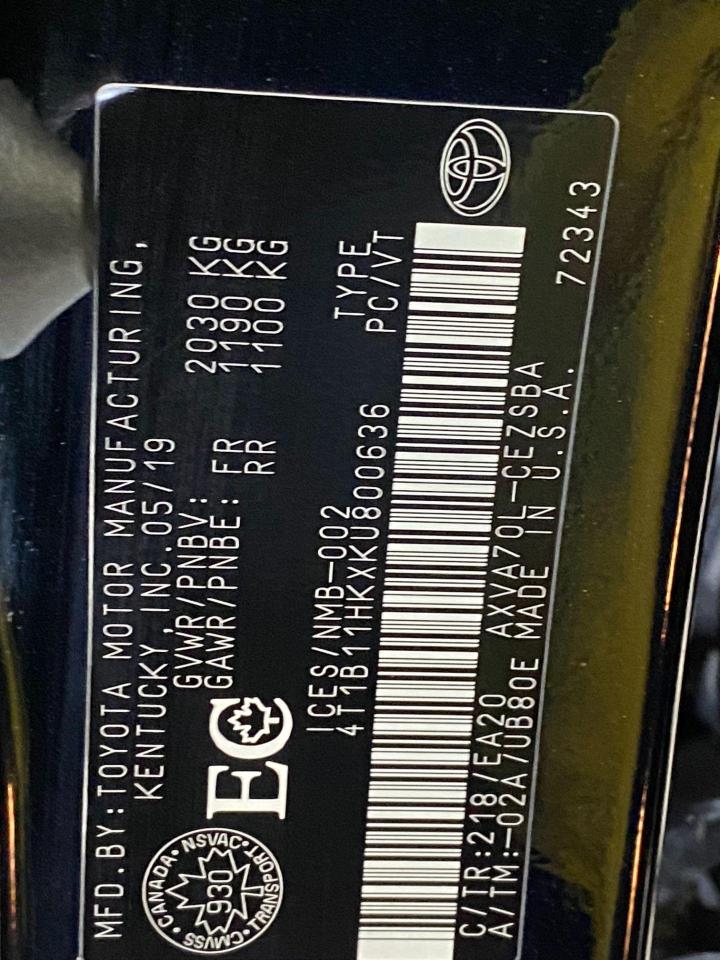 MFD.BY:TOYOTA MOTOR MANUFACTURING,
KENTUCKY, INC.05/19
GVWR/PNBV: 2030 KG
GAWR/PNBE: FR 1190 KG
RR 1100 KG
CANADA • NSVAC • TRANSPORT • CMVSS •
930
EC
ICES/NMB-002 TYPE
4T1B11HKXKU800636 PC/VT
C/TR:218/EA20 AXVA70L-CEZSBA
A/TM:-02A/UB80E MADE IN U.S.A.
72343